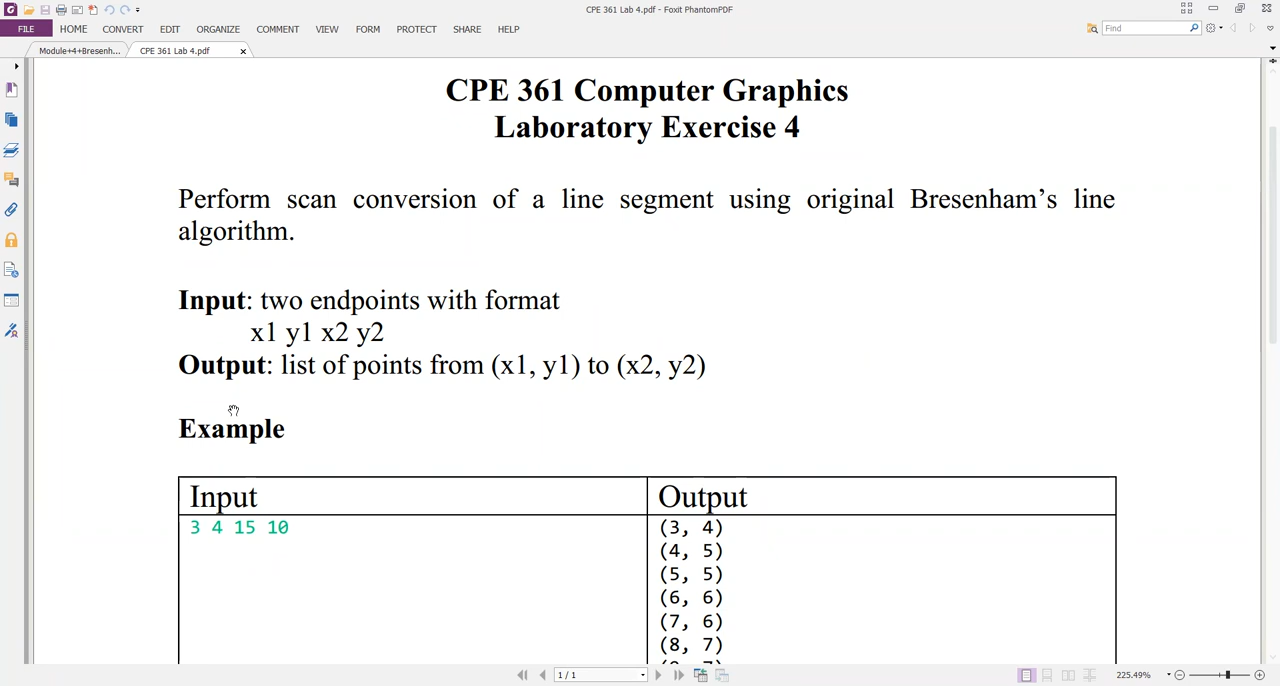 CPE 361 Lab 4.pdf - Foxit PhantomPDF
FILE HOME CONVERT EDIT ORGANIZE COMMENT VIEW FORM PROTECT SHARE HELP
Find
Module+4+Bresenh... CPE 361 Lab 4.pdf
CPE 361 Computer Graphics
Laboratory Exercise 4
Perform scan conversion of a line segment using original Bresenham's line
algorithm.
Input: two endpoints with format
x1 y1 x2 y2
Output: list of points from (x1, y1) to (x2, y2)
Example
Input Output
3 4 15 10 (3, 4)
(4, 5)
(5, 5)
(6, 6)
(7, 6)
(8, 7)
1 / 1
225.49%